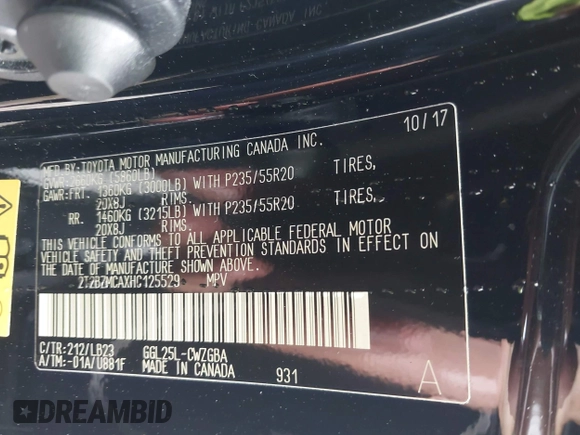 10/17
MFD BY: TOYOTA MOTOR MANUFACTURING CANADA INC.
(5860LB)
GAWR:FRT. 1360KG (3000LB) WITH P235/55R20 TIRES,
20X8J RIMS.
RR. 1460KG (3215LB) WITH P235/55R20 TIRES,
20X8J RIMS.
THIS VEHICLE CONFORMS TO ALL APPLICABLE FEDERAL MOTOR
VEHICLE SAFETY AND THEFT PREVENTION STANDARDS IN EFFECT ON
THE DATE OF MANUFACTURE SHOWN ABOVE.
2T2BZMCAXHC125529 MPV
C/TR:212/LB23 GGL25L-CWZGBA
A/TM:-01A/U881F MADE IN CANADA 931 A
DREAMBID